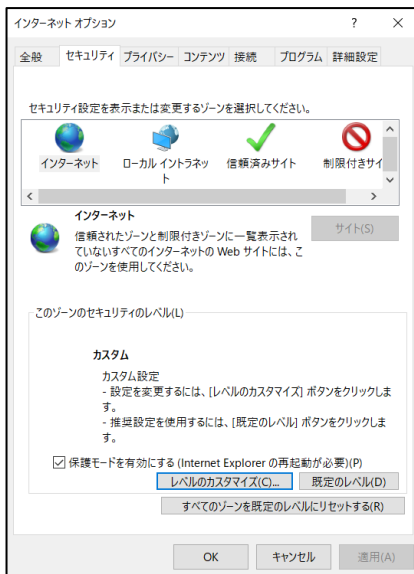 インターネット オプション
? ×
全般 セキュリティ プライバシー コンテンツ 接続 プログラム 詳細設定
セキュリティ設定を表示または変更するゾーンを選択してください。
インターネット
ローカル イントラネッ
ト
信頼済みサイト
制限付きサイ
インターネット
信頼されたゾーンと制限付きゾーンに一覧表示され
ていないすべてのインターネットの Web サイトには、こ
のゾーンを使用してください。
サイト(S)
このゾーンのセキュリティのレベル(L)
カスタム
カスタム設定
- 設定を変更するには、[レベルのカスタマイズ] ボタンをクリックしま
す。
- 推奨設定を使用するには、[既定のレベル] ボタンをクリックしま
す。
保護モードを有効にする (Internet Explorer の再起動が必要)(P)
レベルのカスタマイズ(C)... 既定のレベル(D)
すべてのゾーンを既定のレベルにリセットする(R)
OK キャンセル 適用(A)